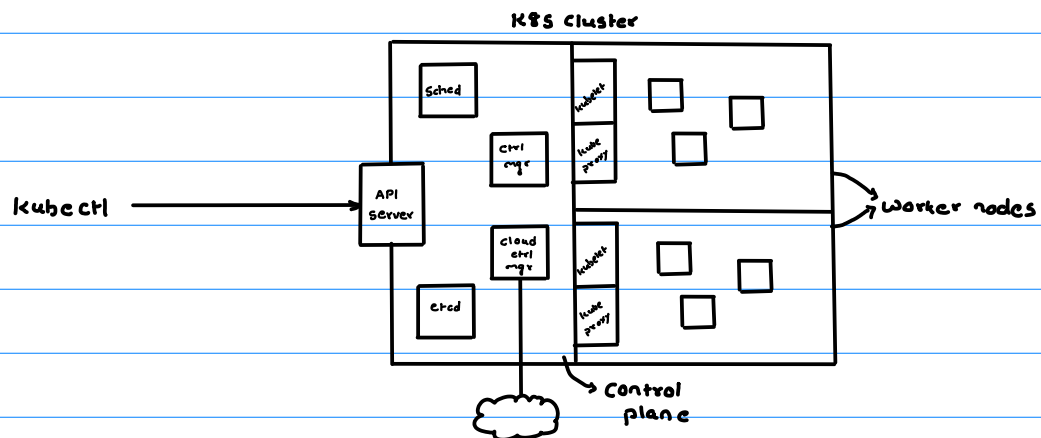 K8S Cluster
Sched
Ctrl
mgr
API
Server
Cloud
ctrl
mgr
etcd
kubelet
kube
proxy
kubelet
kube
proxy
kubectl
Worker nodes
Control
plane